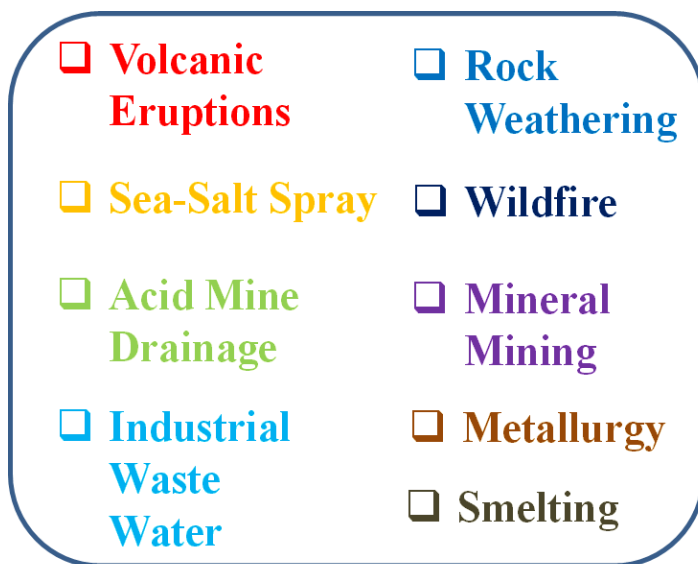 Volcanic
Eruptions
Sea-Salt Spray
Acid Mine
Drainage
Industrial
Waste
Water
Rock
Weathering
Wildfire
Mineral
Mining
Metallurgy
Smelting